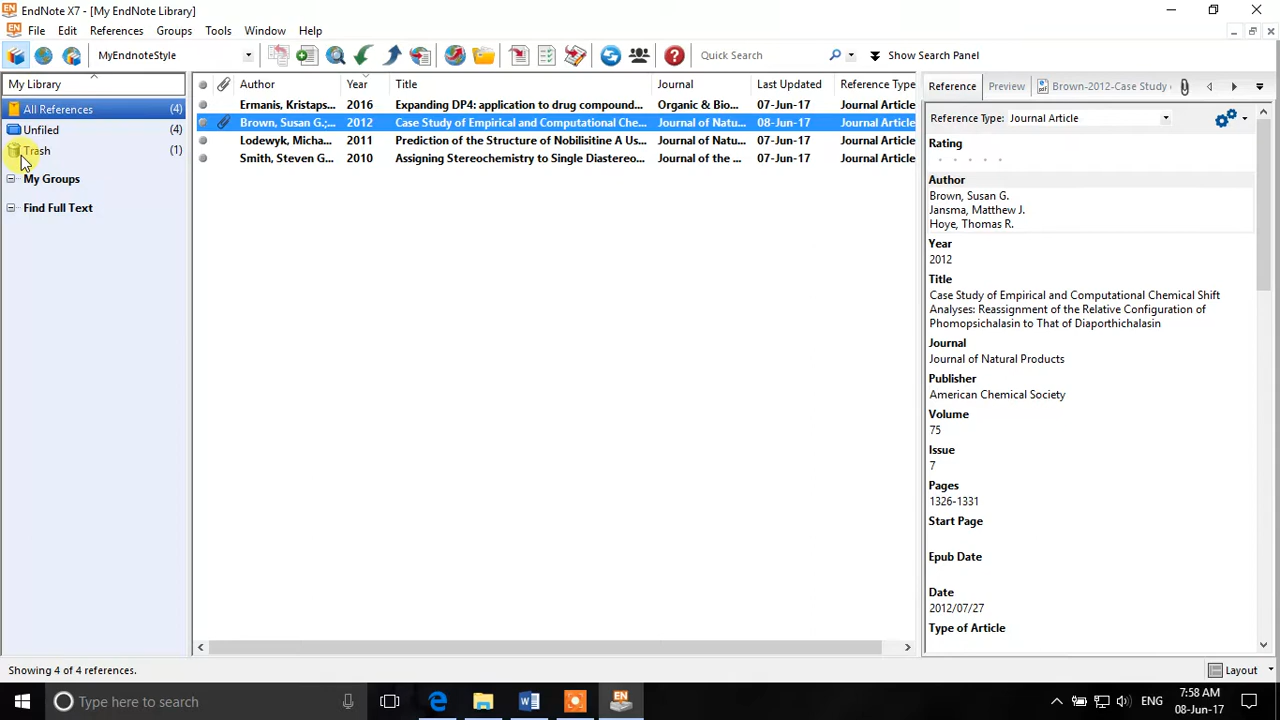 EndNote X7 - [My EndNote Library]
File Edit References Groups Tools Window Help
MyEndnoteStyle Quick Search Show Search Panel
My Library
All References (4)
Unfiled (4)
Trash (1)
My Groups
Find Full Text
Author Year Title Journal Last Updated Reference Type
Ermanis, Kristaps... 2016 Expanding DP4: application to drug compound... Organic & Bio... 07-Jun-17 Journal Article
Brown, Susan G.;... 2012 Case Study of Empirical and Computational Che... Journal of Natu... 08-Jun-17 Journal Article
Lodewyk, Micha... 2011 Prediction of the Structure of Nobilisitine A Us... Journal of Natu... 07-Jun-17 Journal Article
Smith, Steven G... 2010 Assigning Stereochemistry to Single Diastereo... Journal of the ... 07-Jun-17 Journal Article
Reference Preview Brown-2012-Case Study
Reference Type: Journal Article
Rating
Author
Brown, Susan G.
Jansma, Matthew J.
Hoye, Thomas R.
Year
2012
Title
Case Study of Empirical and Computational Chemical Shift
Analyses: Reassignment of the Relative Configuration of
Phomopsichalasin to That of Diaporthichalasin
Journal
Journal of Natural Products
Publisher
American Chemical Society
Volume
75
Issue
7
Pages
1326-1331
Start Page
Epub Date
Date
2012/07/27
Type of Article
Showing 4 of 4 references.
Layout
Type here to search
ENG
7:58 AM
08-Jun-17